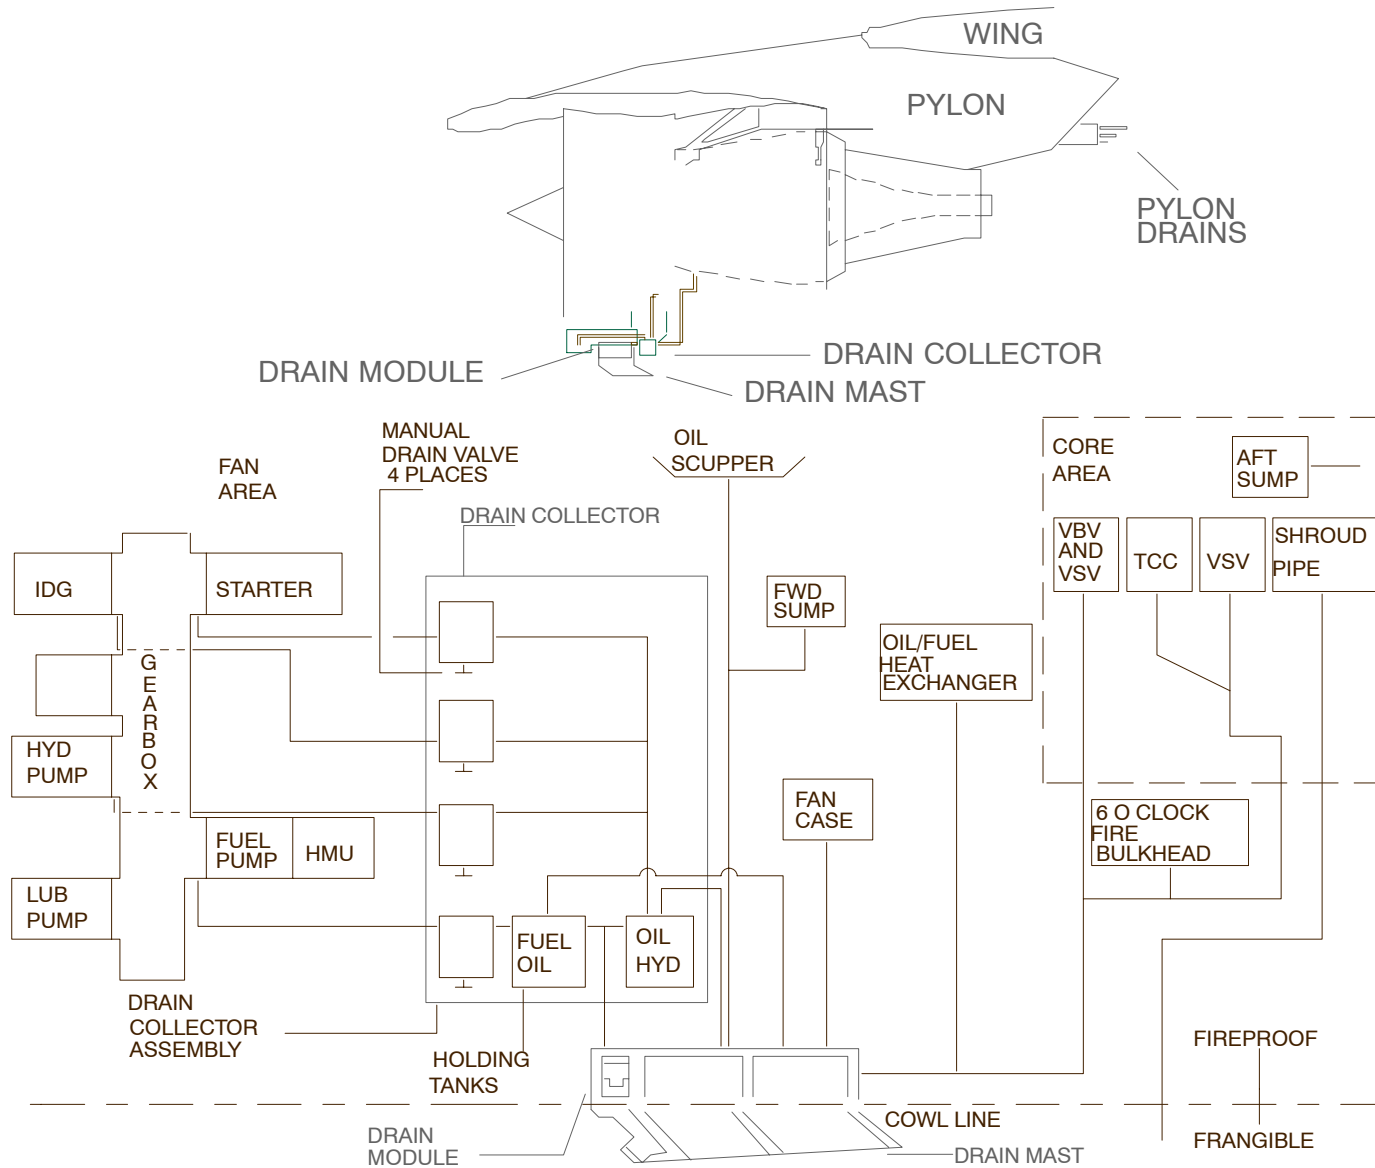 WING
PYLON
PYLON
DRAINS
DRAIN MODULE
DRAIN COLLECTOR
DRAIN MAST
MANUAL
DRAIN VALVE
4 PLACES
OIL
SCUPPER
FAN
AREA
DRAIN COLLECTOR
CORE
AREA
AFT
SUMP
IDG
STARTER
FWD
SUMP
VBV
AND
VSV
TCC
VSV
SHROUD
PIPE
GEARBOX
OIL/FUEL
HEAT
EXCHANGER
HYD
PUMP
FAN
CASE
6 O CLOCK
FIRE
BULKHEAD
FUEL
PUMP
HMU
LUB
PUMP
FUEL
OIL
OIL
HYD
DRAIN
COLLECTOR
ASSEMBLY
HOLDING
TANKS
FIREPROOF
COWL LINE
FRANGIBLE
DRAIN
MODULE
DRAIN MAST